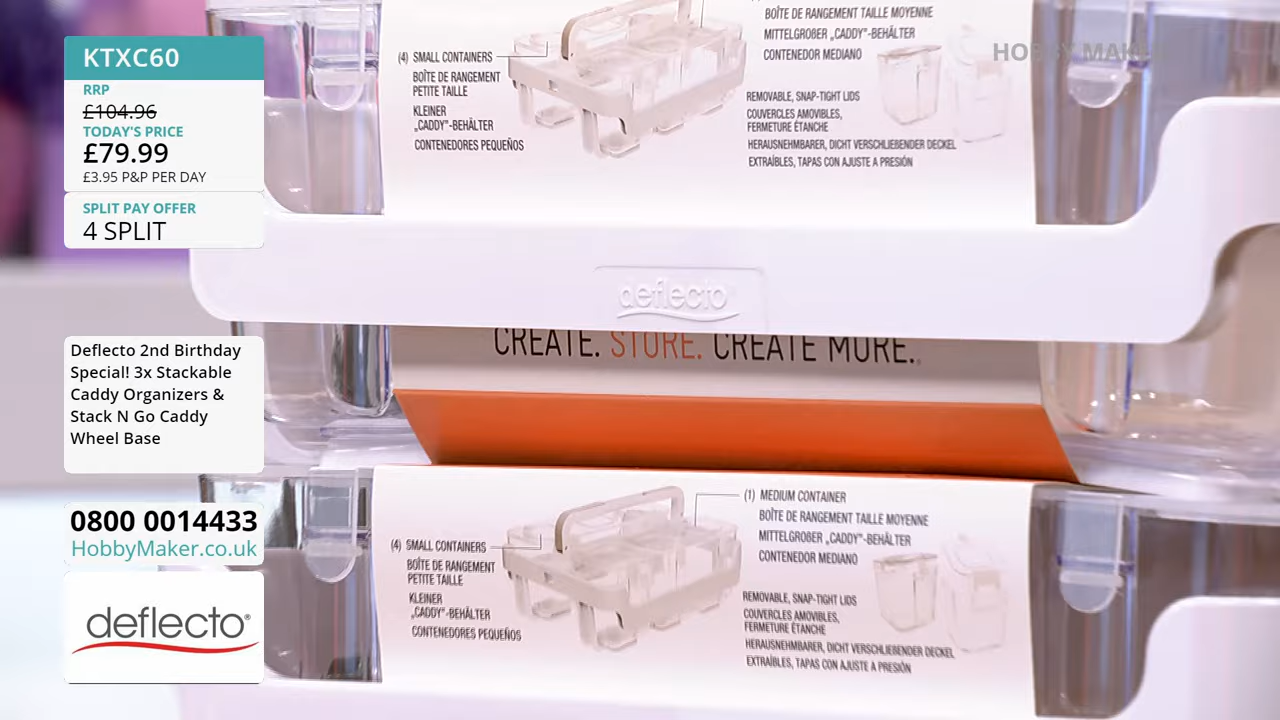 KTXC60
RRP
£104.96
TODAY'S PRICE
£79.99
£3.95 P&P PER DAY
SPLIT PAY OFFER
4 SPLIT
Deflecto 2nd Birthday
Special! 3x Stackable
Caddy Organizers &
Stack N Go Caddy
Wheel Base
0800 0014433
HobbyMaker.co.uk
deflecto®
HOBBY MAKER
(4) SMALL CONTAINERS
BOÎTE DE RANGEMENT
PETITE TAILLE
KLEINER
„CADDY”-BEHÄLTER
CONTENEDORES PEQUEÑOS
BOÎTE DE RANGEMENT TAILLE MOYENNE
MITTELGROßER „CADDY”-BEHÄLTER
CONTENEDOR MEDIANO
REMOVABLE, SNAP-TIGHT LIDS
COUVERCLES AMOVIBLES,
FERMETURE ÉTANCHE
HERAUSNEHMBARER, DICHT VERSCHLIEßENDER DECKEL
EXTRAÍBLES, TAPAS CON AJUSTE A PRESIÓN
deflecto
CREATE. STORE. CREATE MORE.
(4) SMALL CONTAINERS
BOÎTE DE RANGEMENT
PETITE TAILLE
KLEINER
„CADDY”-BEHÄLTER
CONTENEDORES PEQUEÑOS
(1) MEDIUM CONTAINER
BOÎTE DE RANGEMENT TAILLE MOYENNE
MITTELGROßER „CADDY”-BEHÄLTER
CONTENEDOR MEDIANO
REMOVABLE, SNAP-TIGHT LIDS
COUVERCLES AMOVIBLES,
FERMETURE ÉTANCHE
HERAUSNEHMBARER, DICHT VERSCHLIEßENDER DECKEL
EXTRAÍBLES, TAPAS CON AJUSTE A PRESIÓN